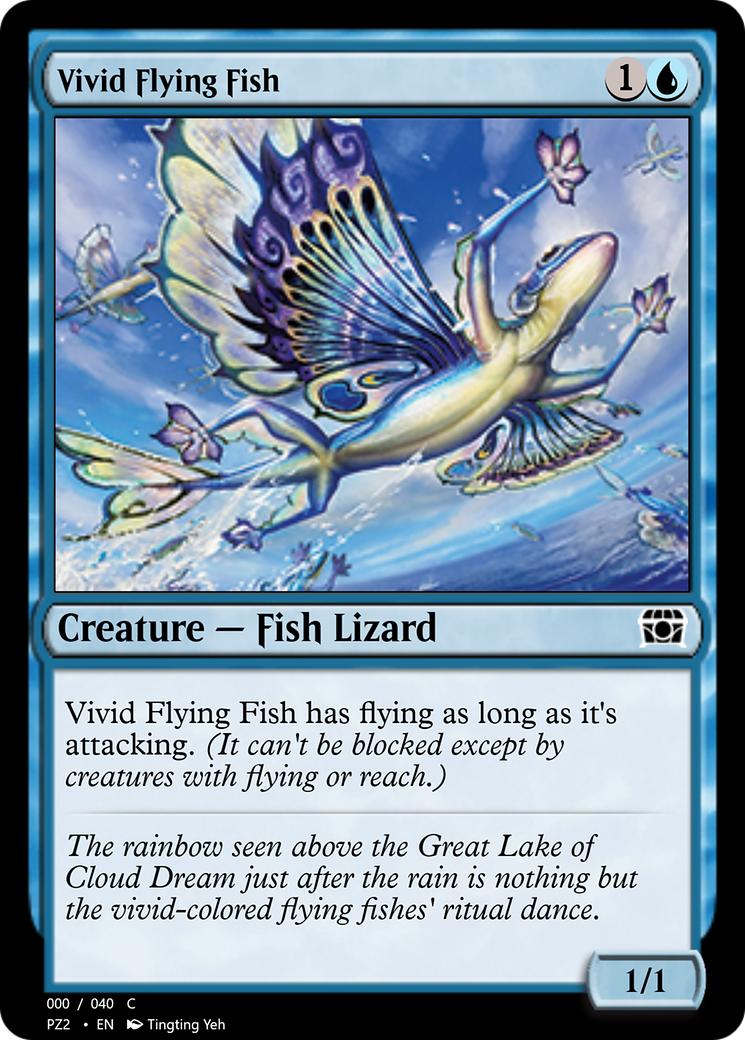 Vivid Flying Fish 1
Creature — Fish Lizard
Vivid Flying Fish has flying as long as it's
attacking. (It can't be blocked except by
creatures with flying or reach.)
The rainbow seen above the Great Lake of
Cloud Dream just after the rain is nothing but
the vivid-colored flying fishes' ritual dance.
1/1
000 / 040 C
PZ2 • EN Tingting Yeh